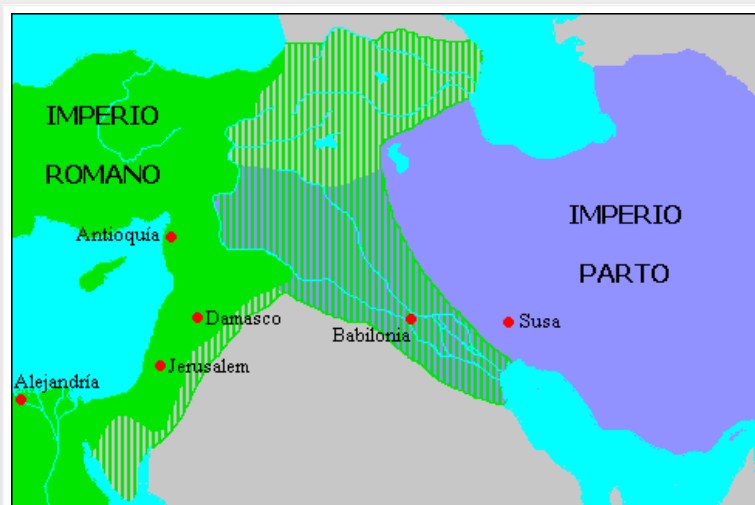 IMPERIO
ROMANO
IMPERIO
PARTO
Antioquía
Damasco
Babilonia
Susa
Jerusalem
Alejandría